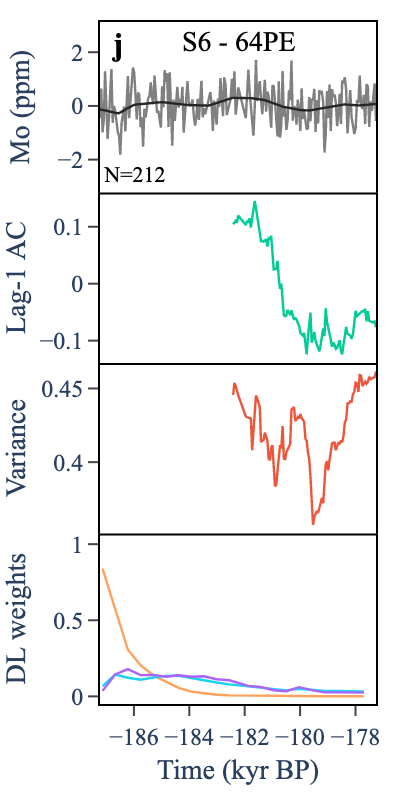 j S6 - 64PE
Mo (ppm)
2
0
−2
N=212
Lag-1 AC
0.1
0
−0.1
Variance
0.45
0.4
DL weights
1
0.5
0
−186 −184 −182 −180 −178
Time (kyr BP)